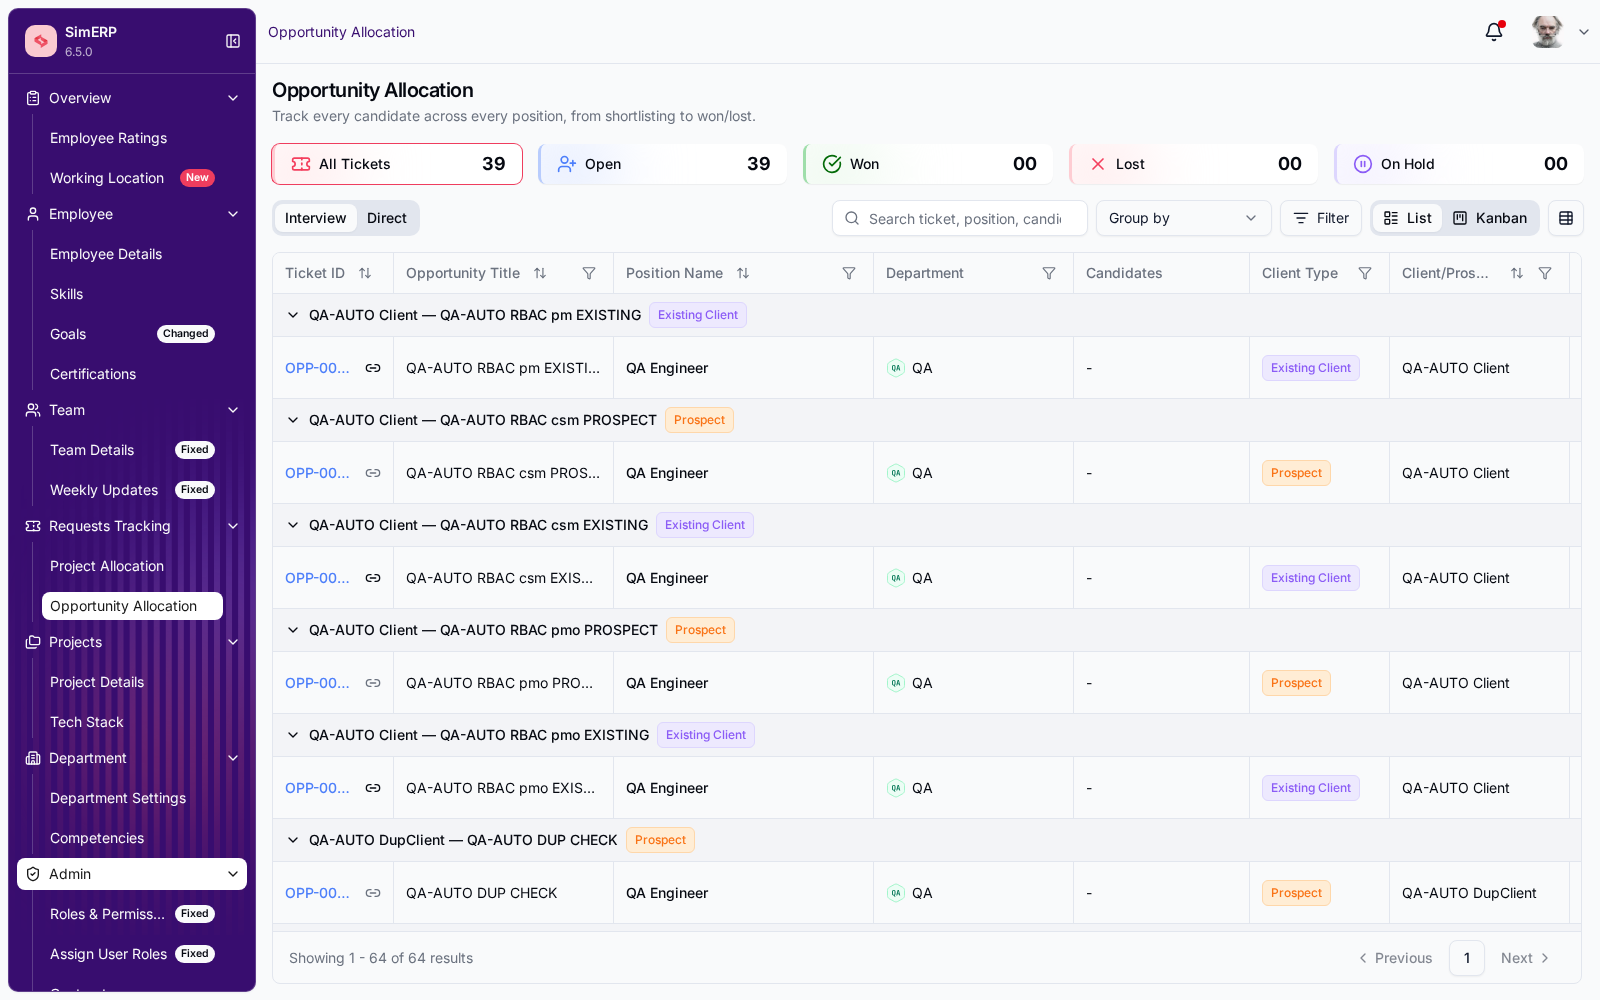 SimERP
6.5.0
Overview
Employee Ratings
Working Location New
Employee
Employee Details
Skills
Goals Changed
Certifications
Team
Team Details Fixed
Weekly Updates Fixed
Requests Tracking
Project Allocation
Opportunity Allocation
Projects
Project Details
Tech Stack
Department
Department Settings
Competencies
Admin
Roles & Permiss... Fixed
Assign User Roles Fixed
Opportunity Allocation
Opportunity Allocation
Track every candidate across every position, from shortlisting to won/lost.
All Tickets 39
Open 39
Won 00
Lost 00
On Hold 00
Interview Direct
Search ticket, position, candi
Group by
Filter
List
Kanban
Ticket ID Opportunity Title Position Name Department Candidates Client Type Client/Pros...
QA-AUTO Client — QA-AUTO RBAC pm EXISTING Existing Client
OPP-00... QA-AUTO RBAC pm EXISTI... QA Engineer QA QA - Existing Client QA-AUTO Client
QA-AUTO Client — QA-AUTO RBAC csm PROSPECT Prospect
OPP-00... QA-AUTO RBAC csm PROS... QA Engineer QA QA - Prospect QA-AUTO Client
QA-AUTO Client — QA-AUTO RBAC csm EXISTING Existing Client
OPP-00... QA-AUTO RBAC csm EXIS... QA Engineer QA QA - Existing Client QA-AUTO Client
QA-AUTO Client — QA-AUTO RBAC pmo PROSPECT Prospect
OPP-00... QA-AUTO RBAC pmo PRO... QA Engineer QA QA - Prospect QA-AUTO Client
QA-AUTO Client — QA-AUTO RBAC pmo EXISTING Existing Client
OPP-00... QA-AUTO RBAC pmo EXIS... QA Engineer QA QA - Existing Client QA-AUTO Client
QA-AUTO DupClient — QA-AUTO DUP CHECK Prospect
OPP-00... QA-AUTO DUP CHECK QA Engineer QA QA - Prospect QA-AUTO DupClient
Showing 1 - 64 of 64 results
Previous 1 Next